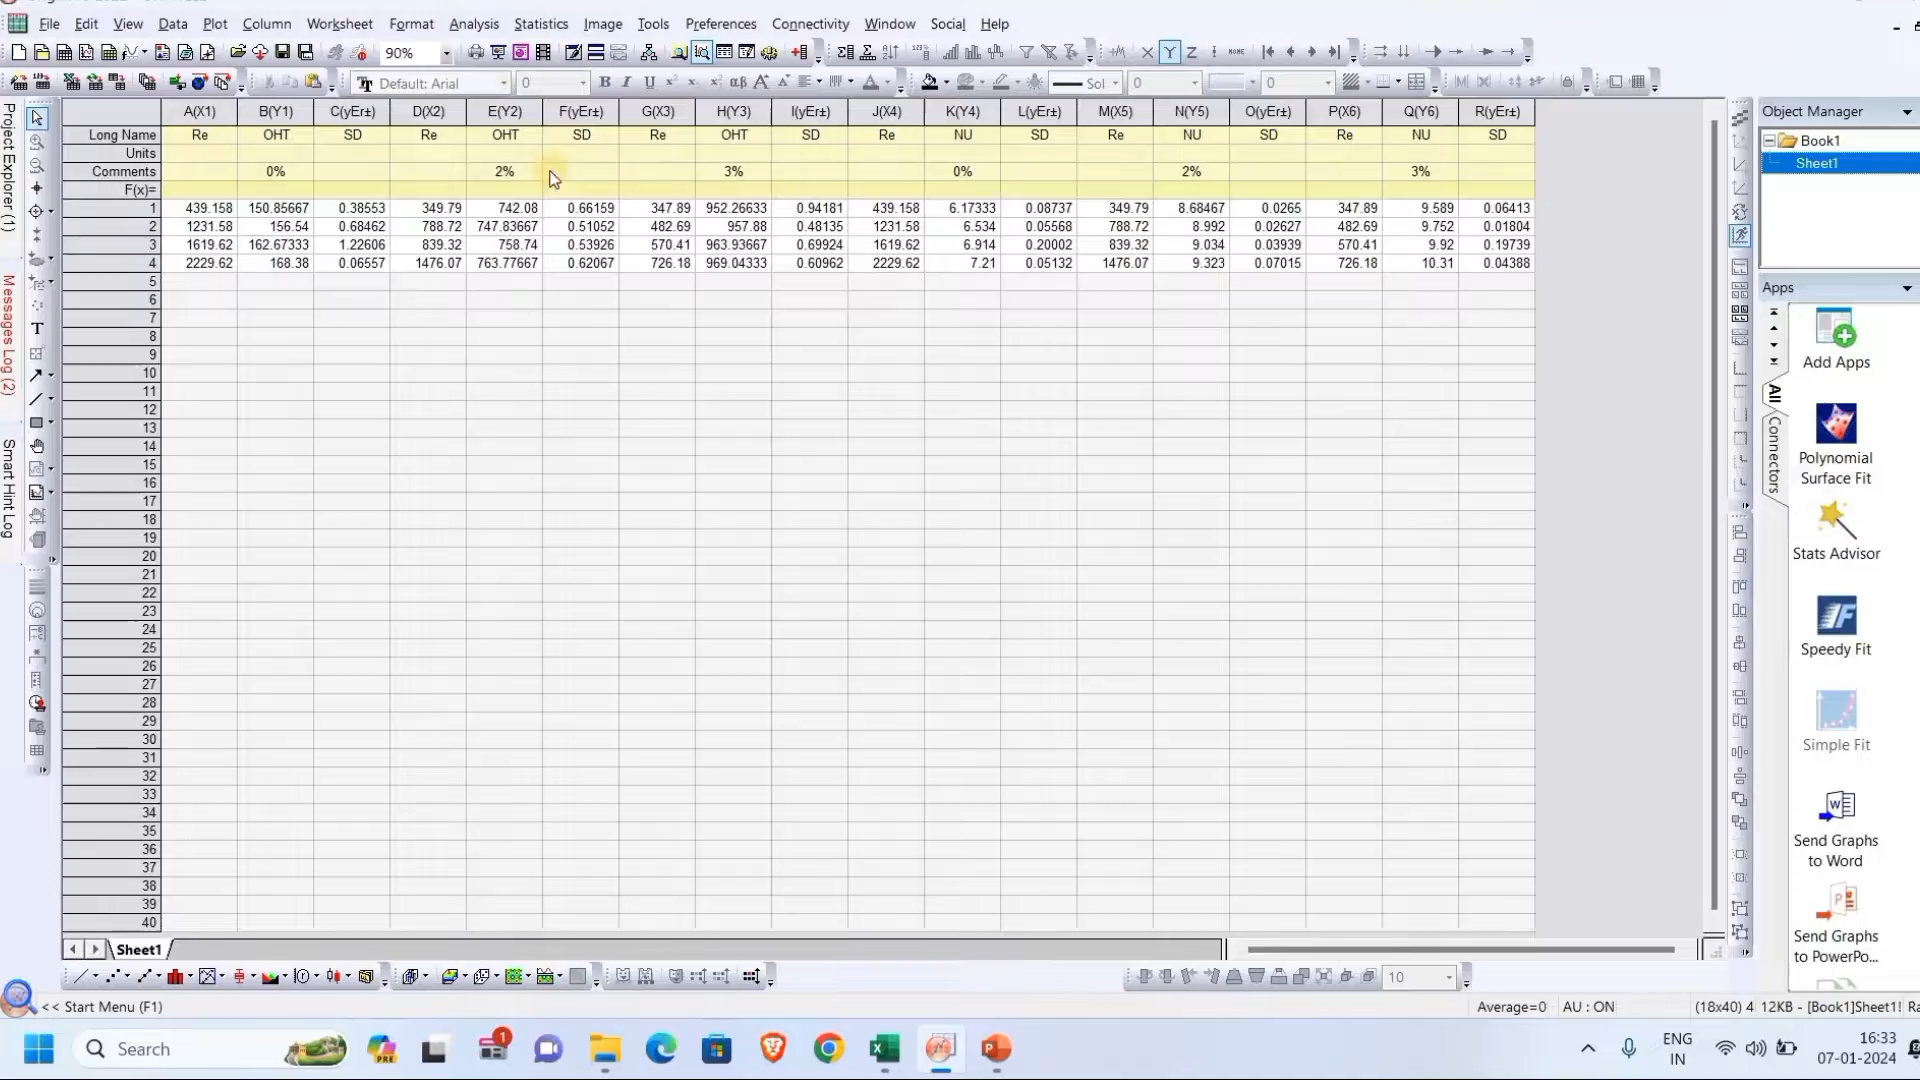 File Edit View Data Plot Column Worksheet Format Analysis Statistics Image Tools Preferences Connectivity Window Social Help
90%
Default: Arial 0 B I U Sol 0 0
A(X1) B(Y1) C(yEr±) D(X2) E(Y2) F(yEr±) G(X3) H(Y3) I(yEr±) J(X4) K(Y4) L(yEr±) M(X5) N(Y5) O(yEr±) P(X6) Q(Y6) R(yEr±)
Long Name Re OHT SD Re OHT SD Re OHT SD Re NU SD Re NU SD Re NU SD
Units
Comments 0% 2% 3% 0% 2% 3%
F(x)=
1 439.158 150.85667 0.38553 349.79 742.08 0.66159 347.89 952.26633 0.94181 439.158 6.17333 0.08737 349.79 8.68467 0.0265 347.89 9.589 0.06413
2 1231.58 156.54 0.68462 788.72 747.83667 0.51052 482.69 957.88 0.48135 1231.58 6.534 0.05568 788.72 8.992 0.02627 482.69 9.752 0.01804
3 1619.62 162.67333 1.22606 839.32 758.74 0.53926 570.41 963.93667 0.69924 1619.62 6.914 0.20002 839.32 9.034 0.03939 570.41 9.92 0.19739
4 2229.62 168.38 0.06557 1476.07 763.77667 0.62067 726.18 969.04333 0.60962 2229.62 7.21 0.05132 1476.07 9.323 0.07015 726.18 10.31 0.04388
5
6
7
8
9
10
11
12
13
14
15
16
17
18
19
20
21
22
23
24
25
26
27
28
29
30
31
32
33
34
35
36
37
38
39
40
Project Explorer (1)
Messages Log (2)
Smart Hint Log
Object Manager
Book1
Sheet1
Apps
All
Connectors
Add Apps
Polynomial
Surface Fit
Stats Advisor
Speedy Fit
Simple Fit
Send Graphs
to Word
Send Graphs
to PowerPo...
Sheet1
10
<< Start Menu (F1) Average=0 AU : ON (18x40) 4 12KB - [Book1]Sheet1! Ra
Search
ENG
IN
16:33
07-01-2024